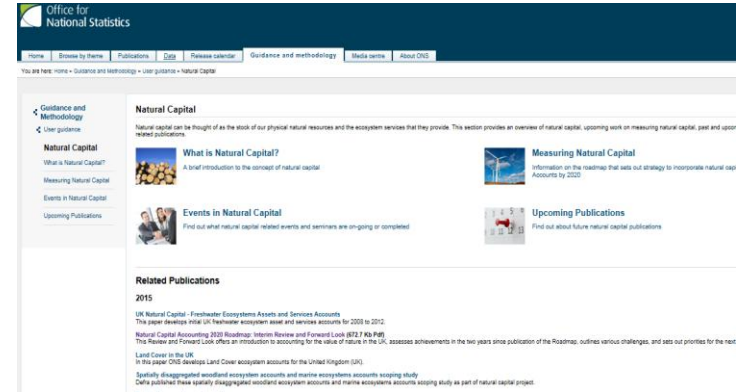 Office for
National Statistics
Home Browse by theme Publications Data Release calendar Guidance and methodology Media centre About ONS
You are here: Home » Guidance and Methodology » User guidance » Natural Capital
Guidance and
Methodology
User guidance
Natural Capital
What is Natural Capital?
Measuring Natural Capital
Events in Natural Capital
Upcoming Publications
Natural Capital
Natural capital can be thought of as the stock of our physical natural resources and the ecosystem services that they provide. This section provides an overview of natural capital, upcoming work on measuring natural capital, past and
related publications.
What is Natural Capital?
A brief introduction to the concept of natural capital
Measuring Natural Capital
Information on the roadmap that sets out strategy to incorporate natural
Accounts by 2020
Events in Natural Capital
Find out what natural capital related events and seminars are on-going or completed
Upcoming Publications
Find out about future natural capital publications
Related Publications
2015
UK Natural Capital - Freshwater Ecosystems Assets and Services Accounts
This paper develops initial UK freshwater ecosystem asset and services accounts for 2008 to 2012.
Natural Capital Accounting 2020 Roadmap: Interim Review and Forward Look (672.7 Kb Pdf)
This Review and Forward Look offers an introduction to accounting for the value of nature in the UK, assesses achievements in the two years since publication of the Roadmap, outlines various challenges, and sets out priorities for the next
Land Cover in the UK
In this paper ONS develops Land Cover ecosystem accounts for the United Kingdom (UK).
Spatially disaggregated woodland ecosystem accounts and marine ecosystems accounts scoping study
Defra published these spatially disaggregated woodland ecosystem accounts and marine ecosystems accounts scoping study as part of natural capital project.